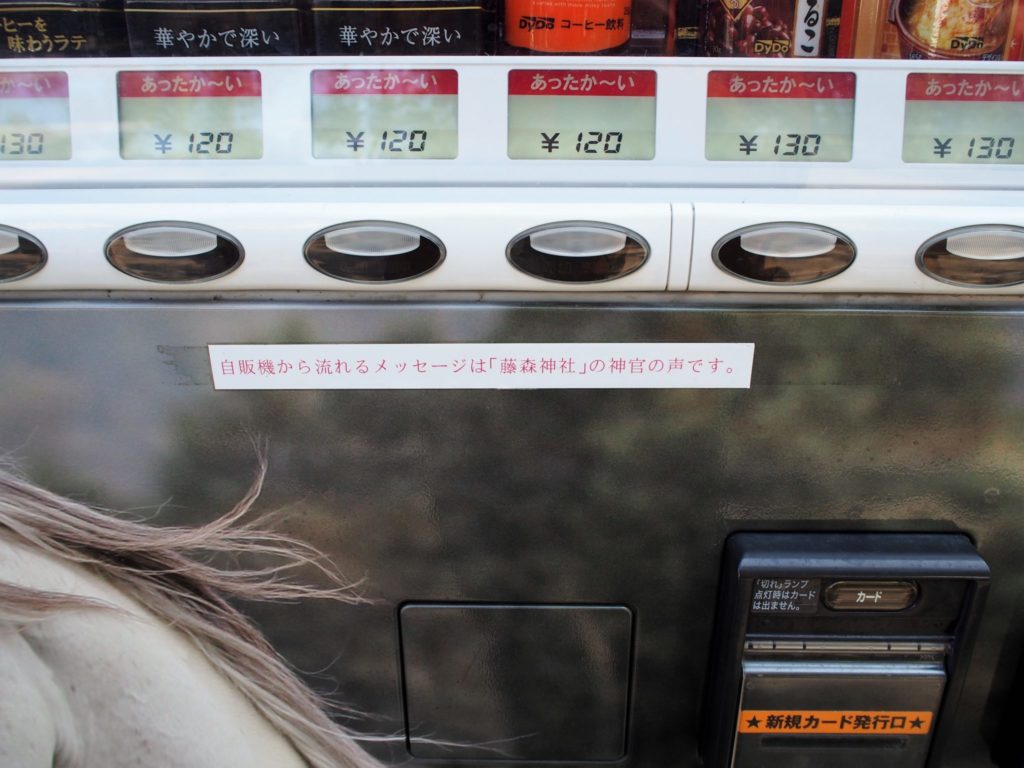 ヒーを
味わうラテ
華やかで深い
華やかで深い
DyDo コーヒー飲料
DyDo
るこ
DyDo
あったか〜い
あったか〜い
あったか〜い
あったか〜い
あったか〜い
あったか〜い
130
¥ 120
¥ 120
¥ 120
¥ 130
¥ 130
自販機から流れるメッセージは「藤森神社」の神官の声です。
「切れ」ランプ
点灯時はカード
は出ません。
カード
★新規カード発行口★